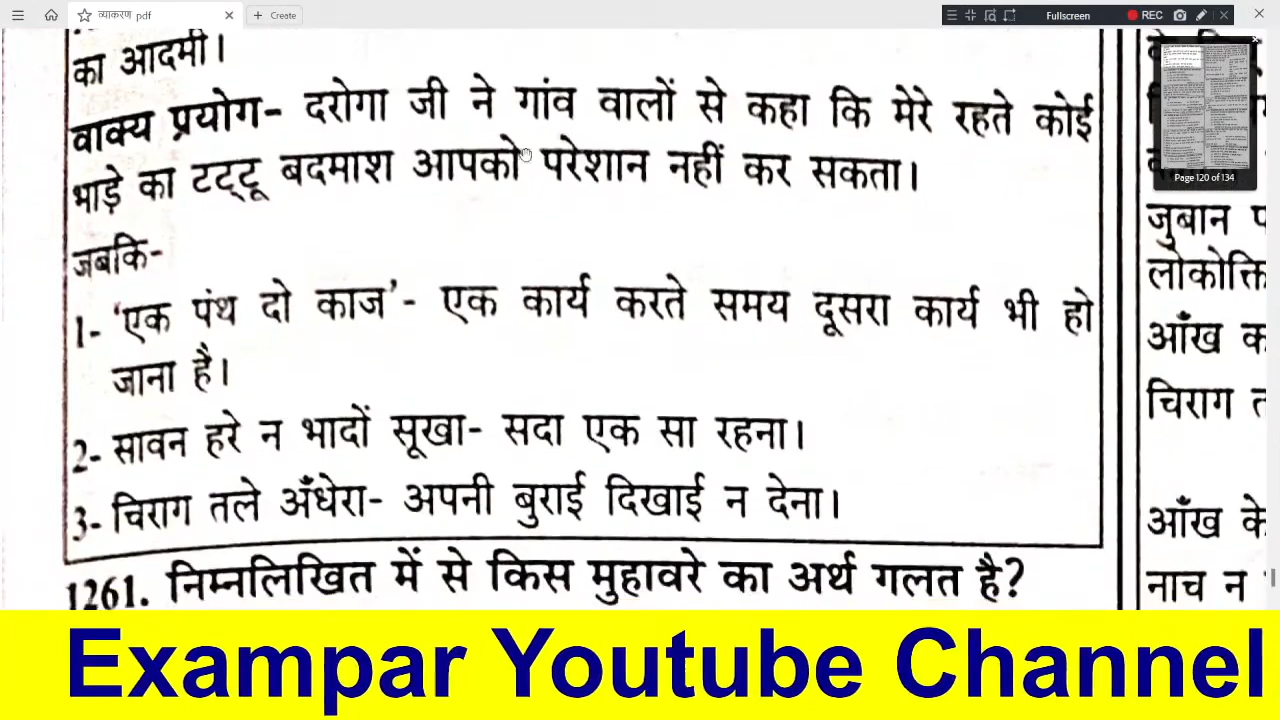 व्याकरण pdf
Create
Fullscreen
REC
का आदमी।
वाक्य प्रयोग- दरोगा जी ने गांव वालों से कहा कि मेरे रहते कोई
भाड़े का टट्टू बदमाश आपको परेशान नहीं कर सकता।
जबकि-
1- 'एक पंथ दो काज'- एक कार्य करते समय दूसरा कार्य भी हो
जाना है।
2- सावन हरे न भादों सूखा- सदा एक सा रहना।
3- चिराग तले अँधेरा- अपनी बुराई दिखाई न देना।
1261. निम्नलिखित में से किस मुहावरे का अर्थ गलत है?
Page 120 of 134
जुबान
लोकोक्ति
आँख
चिराग
आँख के
नाच न
Exampar Youtube Channel